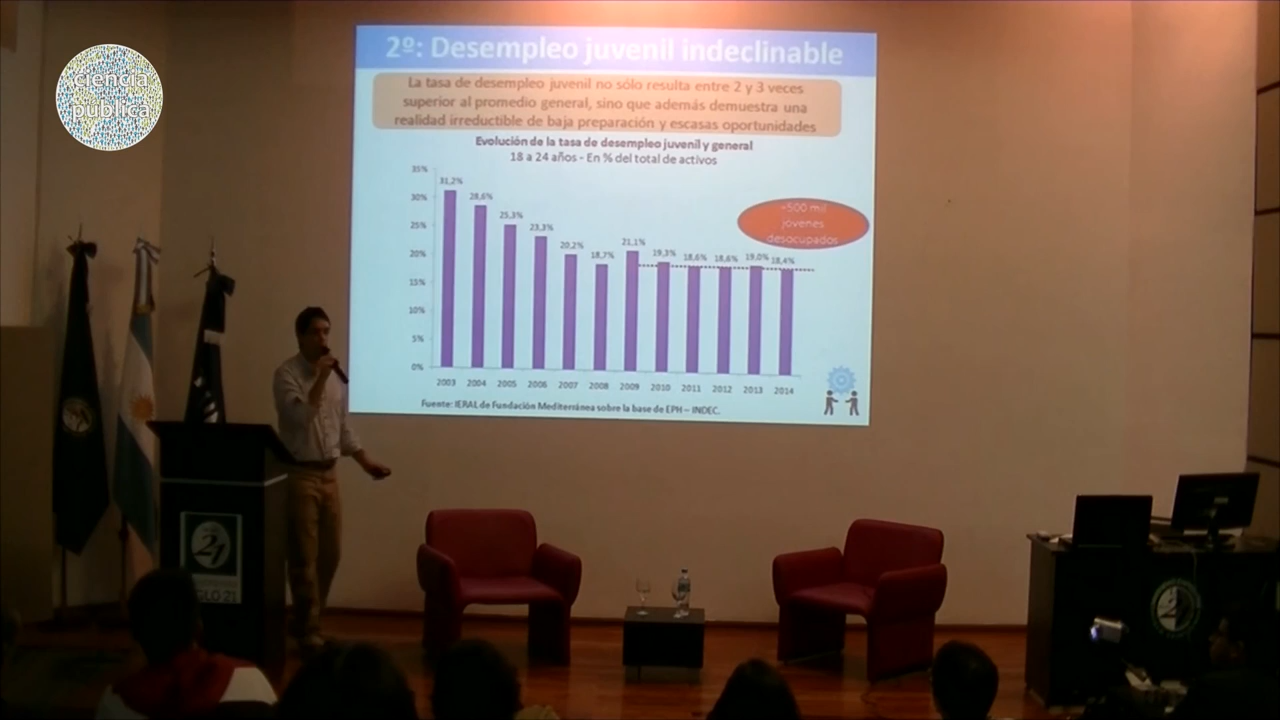 ciencia
pública
2º: Desempleo juvenil indeclinable
La tasa de desempleo juvenil no sólo resulta entre 2 y 3 veces
superior al promedio general, sino que además demuestra una
realidad irreductible de baja preparación y escasas oportunidades
Evolución de la tasa de desempleo juvenil y general
18 a 24 años - En % del total de activos
~500 mil
jóvenes
desocupados
35%
30%
25%
20%
15%
10%
5%
0%
31,2%
28,6%
25,3%
23,3%
20,2%
18,7%
21,1%
19,3%
18,6%
18,6%
19,0%
18,4%
2003 2004 2005 2006 2007 2008 2009 2010 2011 2012 2013 2014
Fuente: IERAL de Fundación Mediterránea sobre la base de EPH – INDEC.
21
SIGLO 21